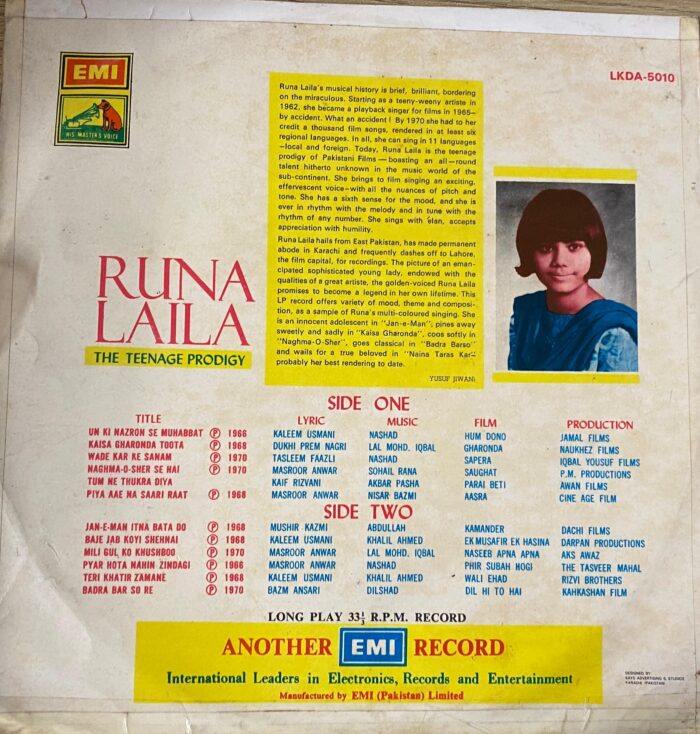 EMI
HIS MASTER'S VOICE
LKDA-5010
Runa Laila's musical history is brief, brilliant, bordering
on the miraculous. Starting as a teeny-weeny artiste in
1962, she became a playback singer for films in 1965—
by accident. What an accident! By 1970 she had to her
credit a thousand film songs, rendered in at least six
regional languages. In all, she can sing in 11 languages
—local and foreign. Today, Runa Laila is the teenage
prodigy of Pakistani Films — boasting an all—round
talent hitherto unknown in the music world of the
sub-continent. She brings to film singing an exciting,
effervescent voice—with all the nuances of pitch and
tone. She has a sixth sense for the mood, and she is
ever in rhythm with the melody and in tune with the
rhythm of any number. She sings with elan, accepts
appreciation with humility.
Runa Laila hails from East Pakistan, has made permanent
abode in Karachi and frequently dashes off to Lahore,
the film capital, for recordings. The picture of an eman-
cipated sophisticated young lady, endowed with the
qualities of a great artiste, the golden-voiced Runa Laila
promises to become a legend in her own lifetime. This
LP record offers variety of mood, theme and composi-
tion, as a sample of Runa's multi-coloured singing. She
is an innocent adolescent in "Jan-e-Man", pines away
sweetly and sadly in "Kaisa Gharonda", coos softly in
"Naghma-O-Sher", goes classical in "Badra Barso"
and wails for a true beloved in "Naina Taras Kar—
probably her best rendering to date.
YUSUF JIWANI
RUNA
LAILA
THE TEENAGE PRODIGY
SIDE ONE
TITLE LYRIC MUSIC FILM PRODUCTION
UN KI NAZRON SE MUHABBAT Ⓟ 1966 KALEEM USMANI NASHAD HUM DONO JAMAL FILMS
KAISA GHARONDA TOOTA Ⓟ 1968 DUKHI PREM NAGRI LAL MOHD. IQBAL GHARONDA NAUKHEZ FILMS
WADE KAR KE SANAM Ⓟ 1970 TASLEEM FAAZLI NASHAD SAPERA IQBAL YOUSUF FILMS
NAGHMA-O-SHER SE HAI Ⓟ 1970 MASROOR ANWAR SOHAIL RANA SAUGHAT P.M. PRODUCTIONS
TUM NE THUKRA DIYA KAIF RIZVANI AKBAR PASHA PARAI BETI AWAN FILMS
PIYA AAE NA SAARI RAAT Ⓟ 1968 MASROOR ANWAR NISAR BAZMI AASRA CINE AGE FILM
SIDE TWO
JAN-E-MAN ITNA BATA DO Ⓟ 1968 MUSHIR KAZMI ABDULLAH KAMANDER DACHI FILMS
BAJE JAB KOYI SHEHNAI Ⓟ 1968 KALEEM USMANI KHALIL AHMED EK MUSAFIR EK HASINA DARPAN PRODUCTIONS
MILI GUL KO KHUSHBOO Ⓟ 1970 MASROOR ANWAR LAL MOHD. IQBAL NASEEB APNA APNA AKS AWAZ
PYAR HOTA NAHIN ZINDAGI Ⓟ 1966 MASROOR ANWAR NASHAD PHIR SUBAH HOGI THE TASVEER MAHAL
TERI KHATIR ZAMANE Ⓟ 1968 KALEEM USMANI KHALIL AHMED WALI EHAD RIZVI BROTHERS
BADRA BAR SO RE Ⓟ 1970 BAZM ANSARI DILSHAD DIL HI TO HAI KAHKASHAN FILM
LONG PLAY 33⅓ R.P.M. RECORD
ANOTHER EMI RECORD
International Leaders in Electronics, Records and Entertainment
Manufactured by EMI (Pakistan) Limited
DESIGNED BY
KAYS ADVERTISING & STUDIOS
KARACHI (PAKISTAN)